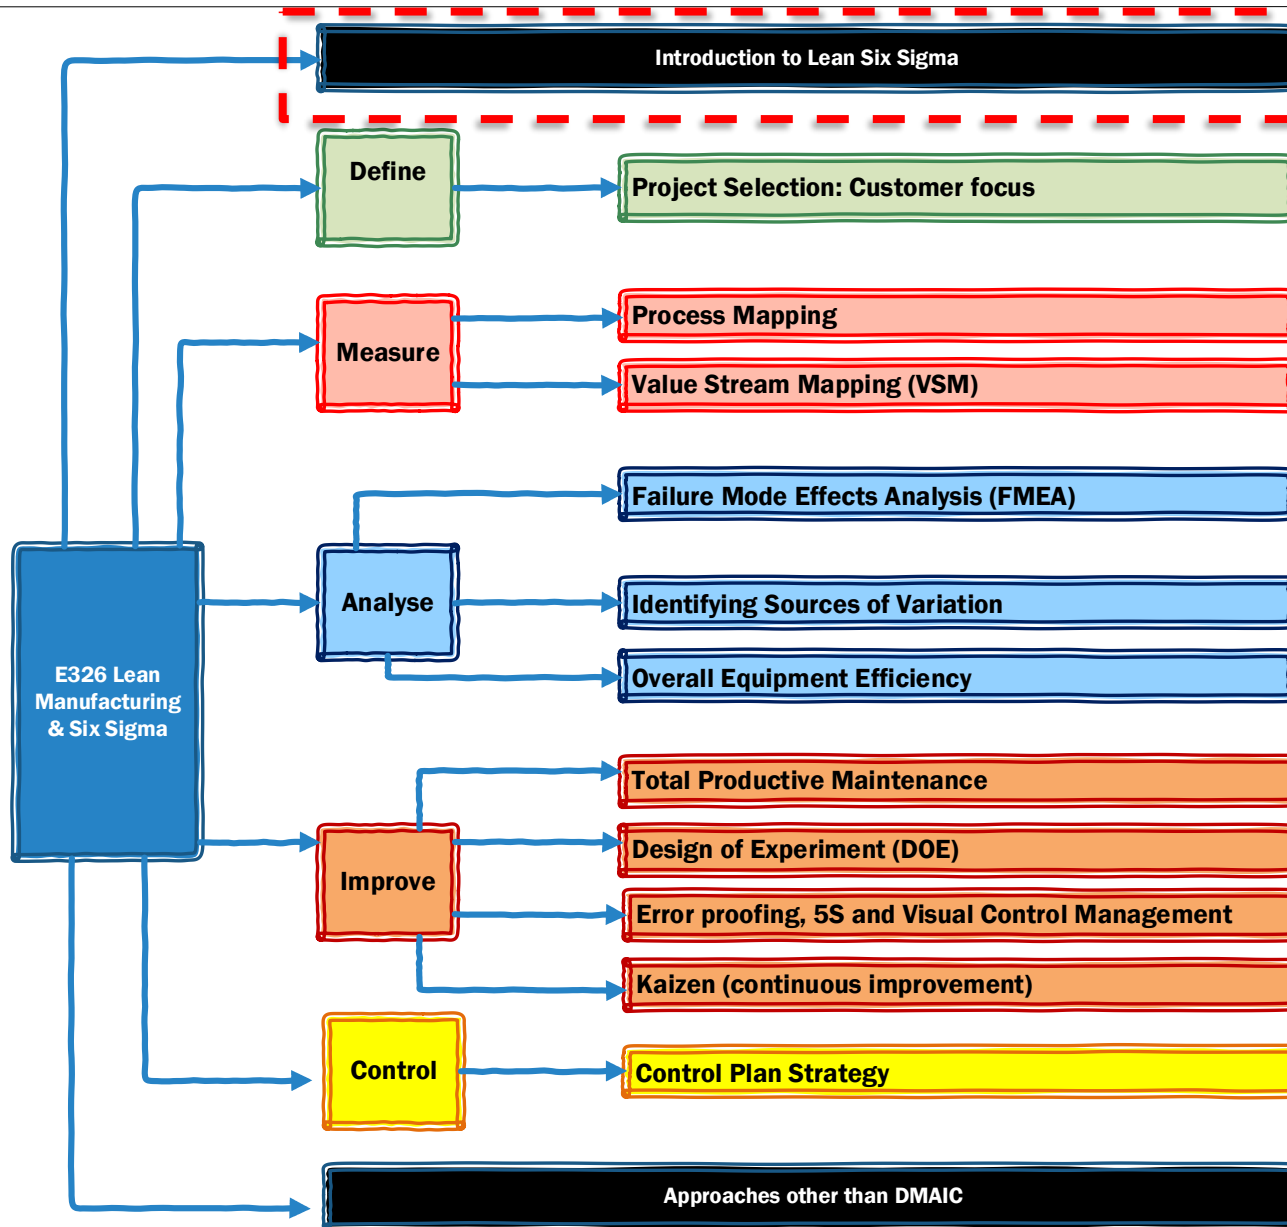 Introduction to Lean Six Sigma
Define
Project Selection: Customer focus
Measure
Process Mapping
Value Stream Mapping (VSM)
Failure Mode Effects Analysis (FMEA)
Analyse
Identifying Sources of Variation
Overall Equipment Efficiency
E326 Lean
Manufacturing
& Six Sigma
Total Productive Maintenance
Improve
Design of Experiment (DOE)
Error proofing, 5S and Visual Control Management
Kaizen (continuous improvement)
Control
Control Plan Strategy
Approaches other than DMAIC